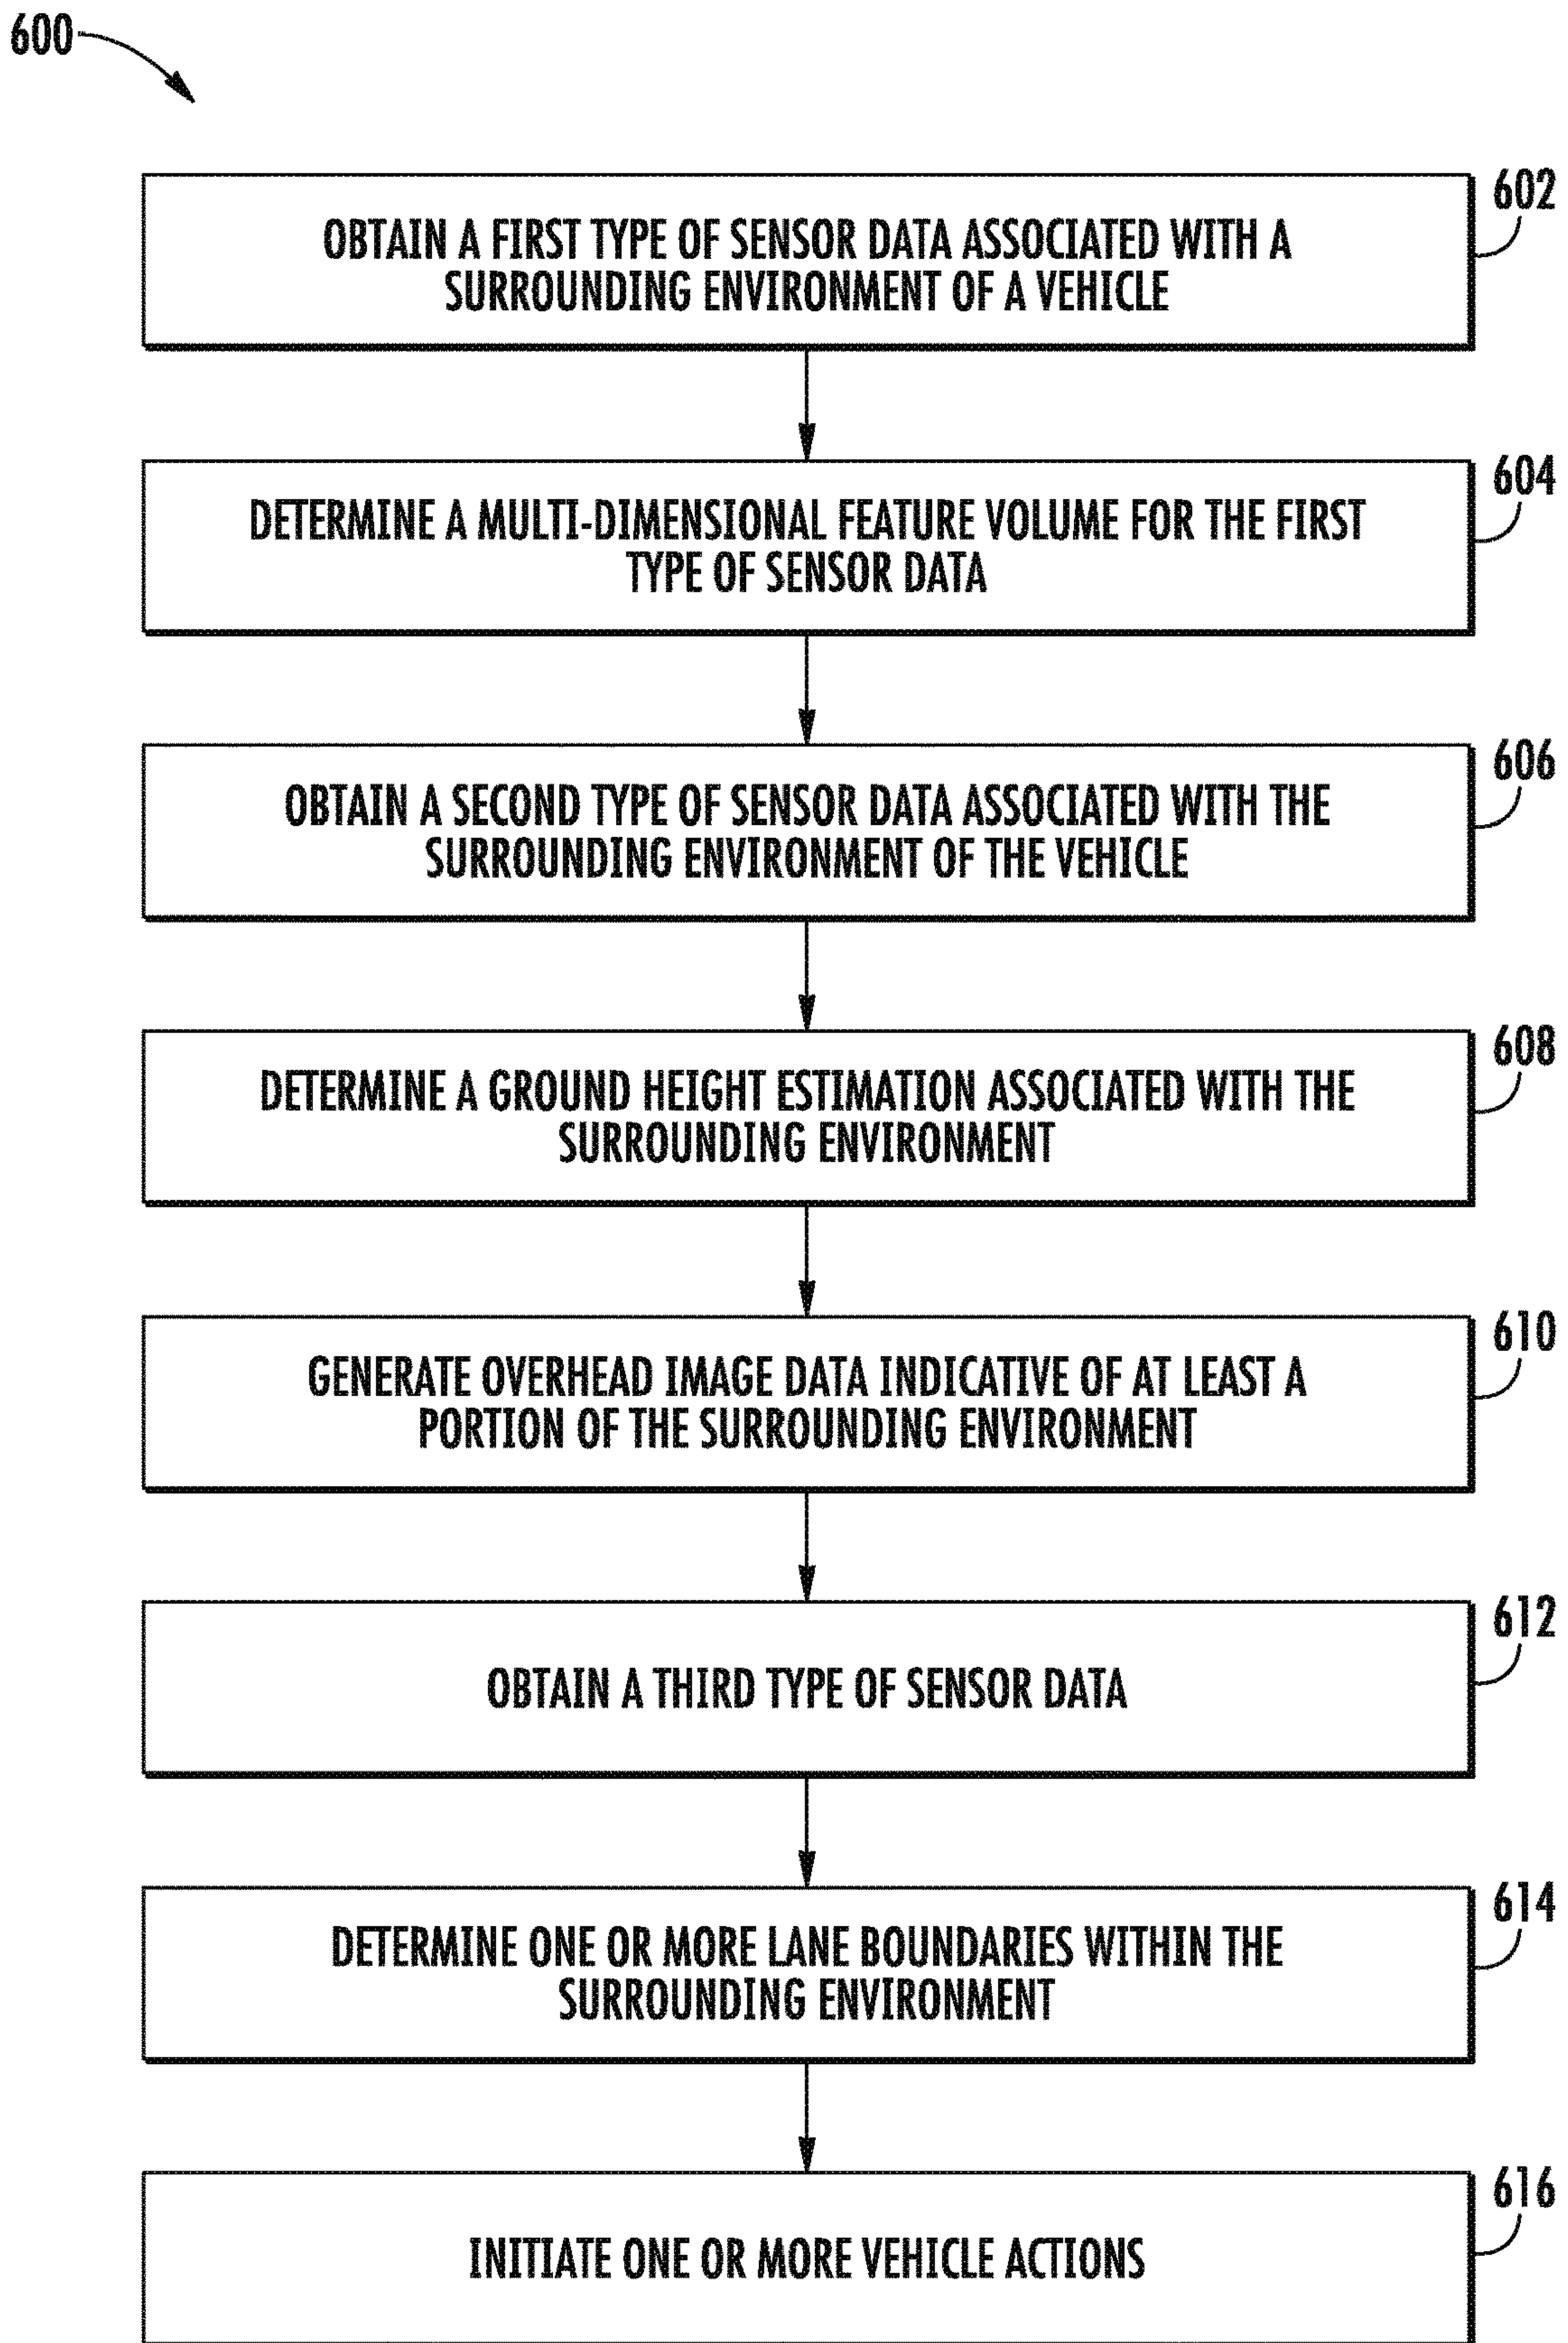 600
602
OBTAIN A FIRST TYPE OF SENSOR DATA ASSOCIATED WITH A
SURROUNDING ENVIRONMENT OF A VEHICLE
604
DETERMINE A MULTI-DIMENSIONAL FEATURE VOLUME FOR THE FIRST
TYPE OF SENSOR DATA
606
OBTAIN A SECOND TYPE OF SENSOR DATA ASSOCIATED WITH THE
SURROUNDING ENVIRONMENT OF THE VEHICLE
608
DETERMINE A GROUND HEIGHT ESTIMATION ASSOCIATED WITH THE
SURROUNDING ENVIRONMENT
610
GENERATE OVERHEAD IMAGE DATA INDICATIVE OF AT LEAST A
PORTION OF THE SURROUNDING ENVIRONMENT
612
OBTAIN A THIRD TYPE OF SENSOR DATA
614
DETERMINE ONE OR MORE LANE BOUNDARIES WITHIN THE
SURROUNDING ENVIRONMENT
616
INITIATE ONE OR MORE VEHICLE ACTIONS